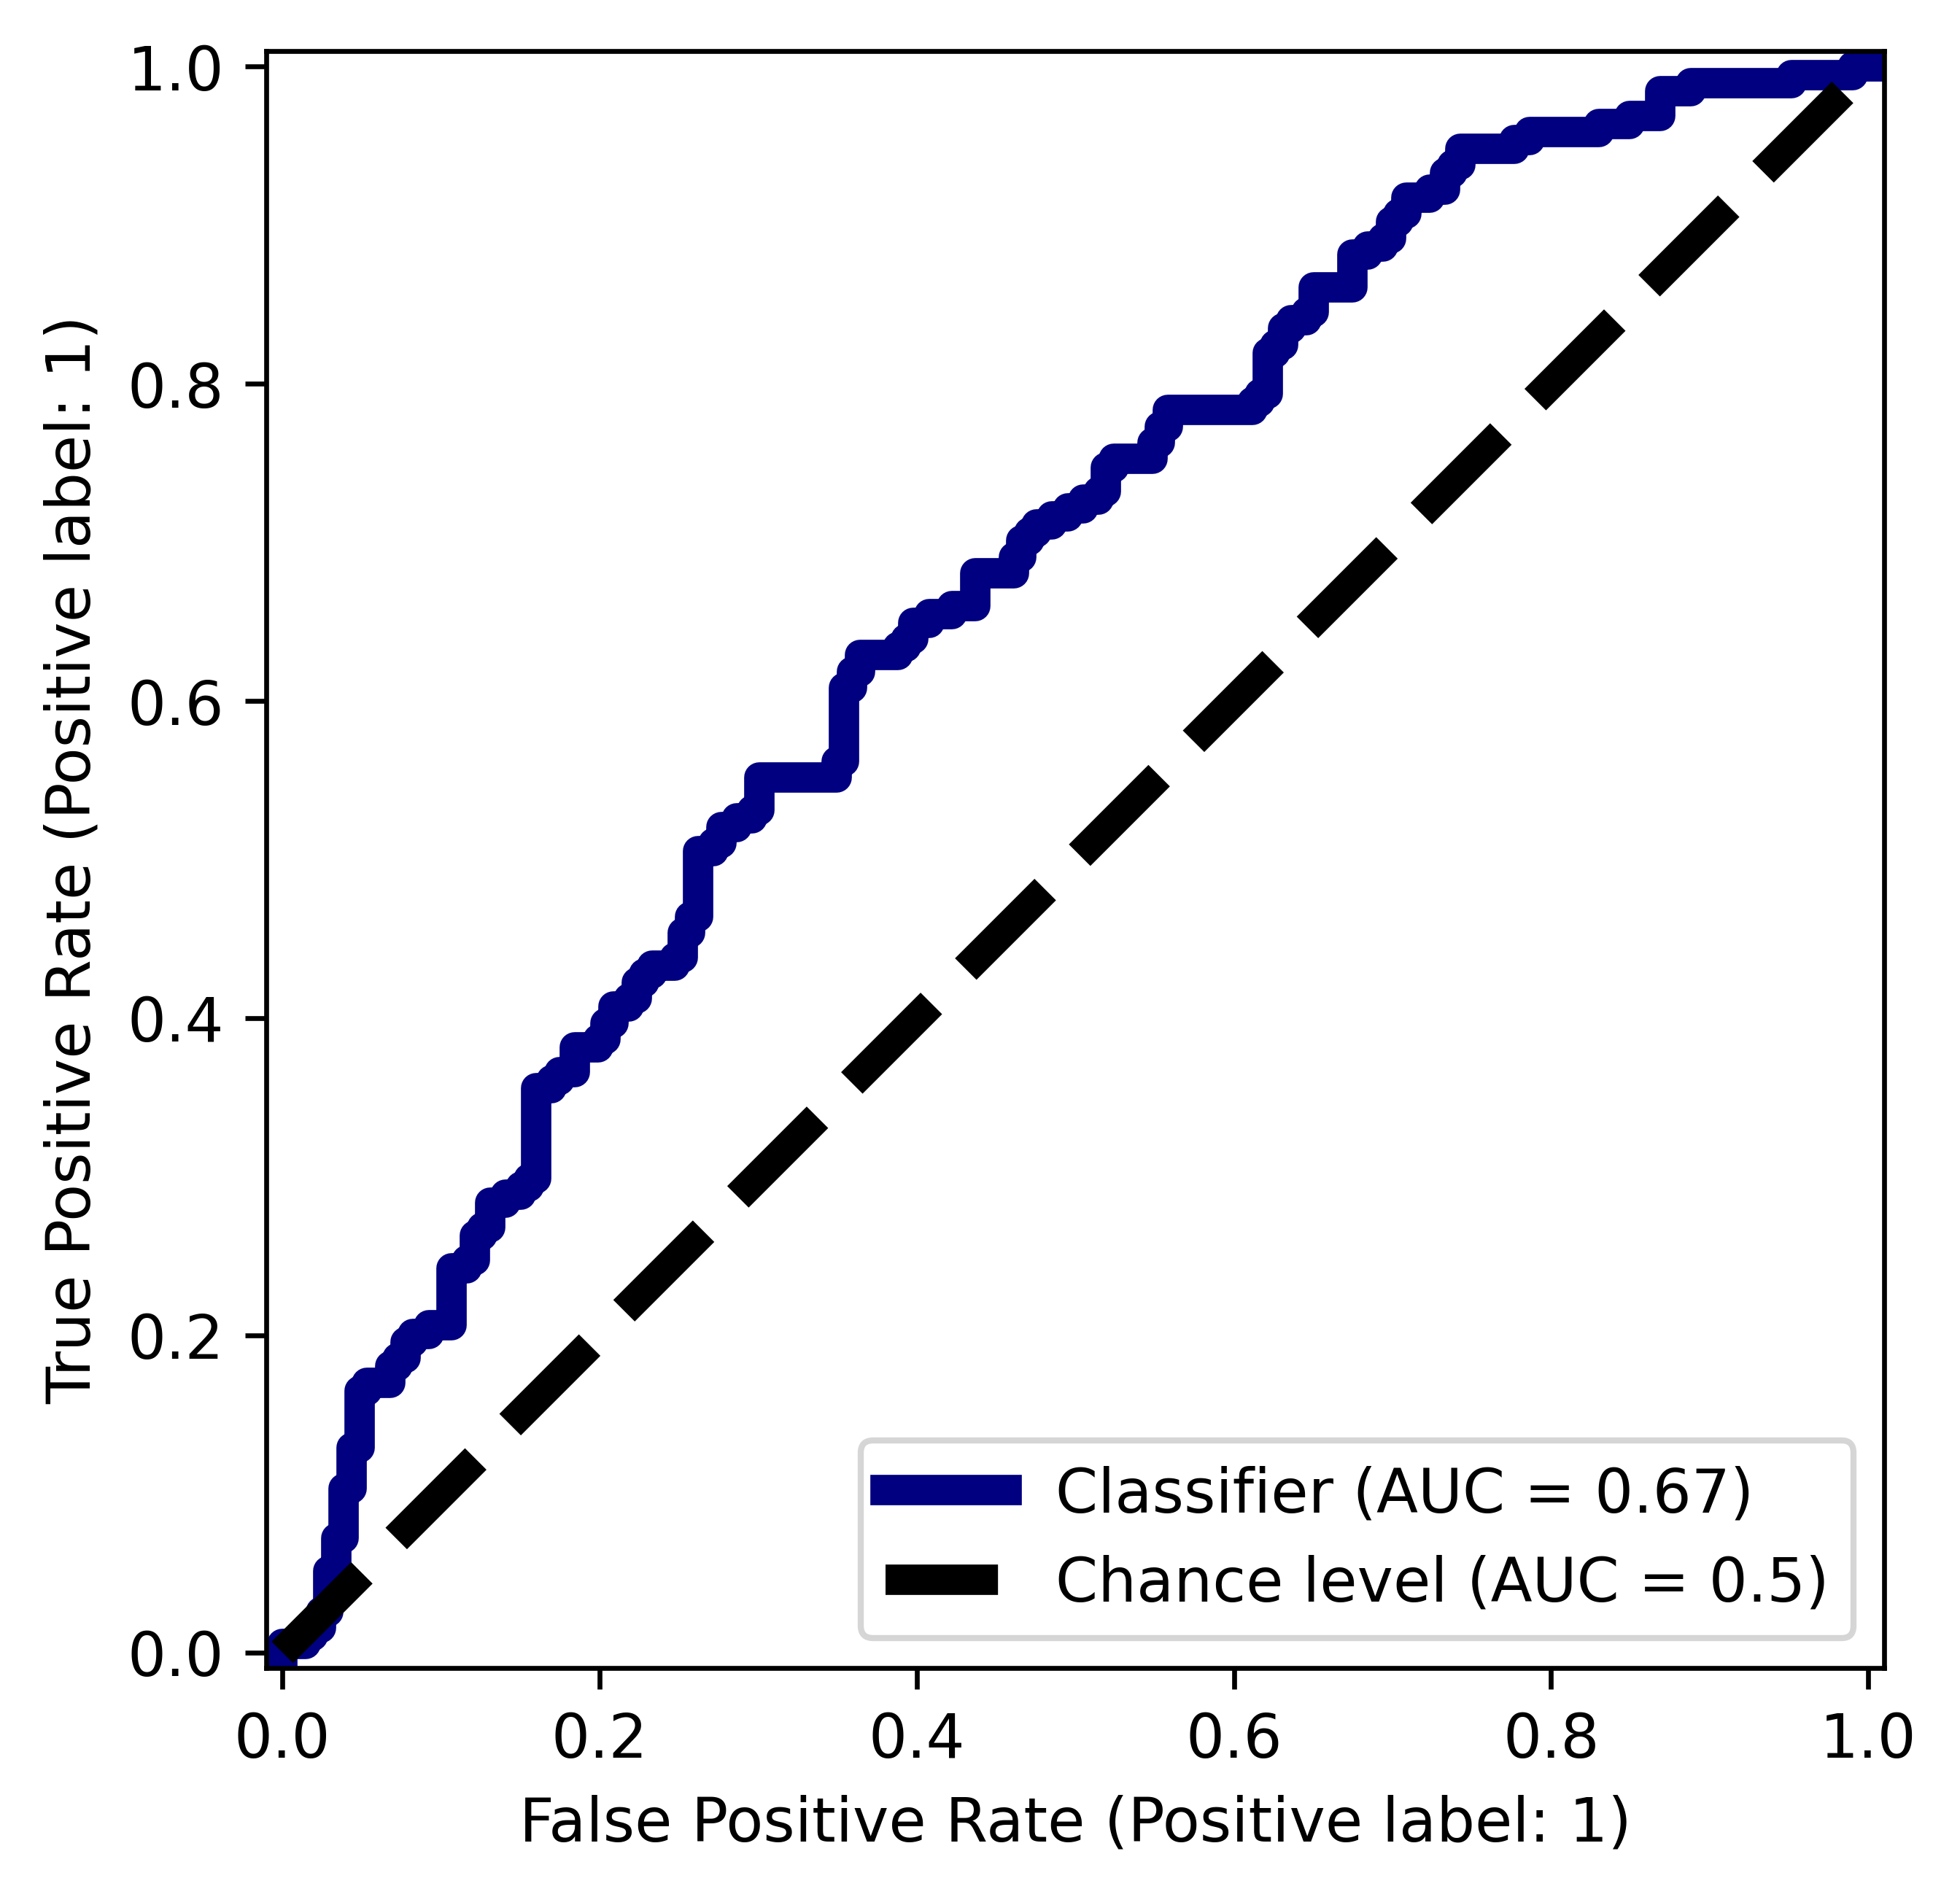 True Positive Rate (Positive label: 1)
1.0
0.8
0.6
0.4
0.2
0.0
Classifier (AUC = 0.67)
Chance level (AUC = 0.5)
0.0 0.2 0.4 0.6 0.8 1.0
False Positive Rate (Positive label: 1)